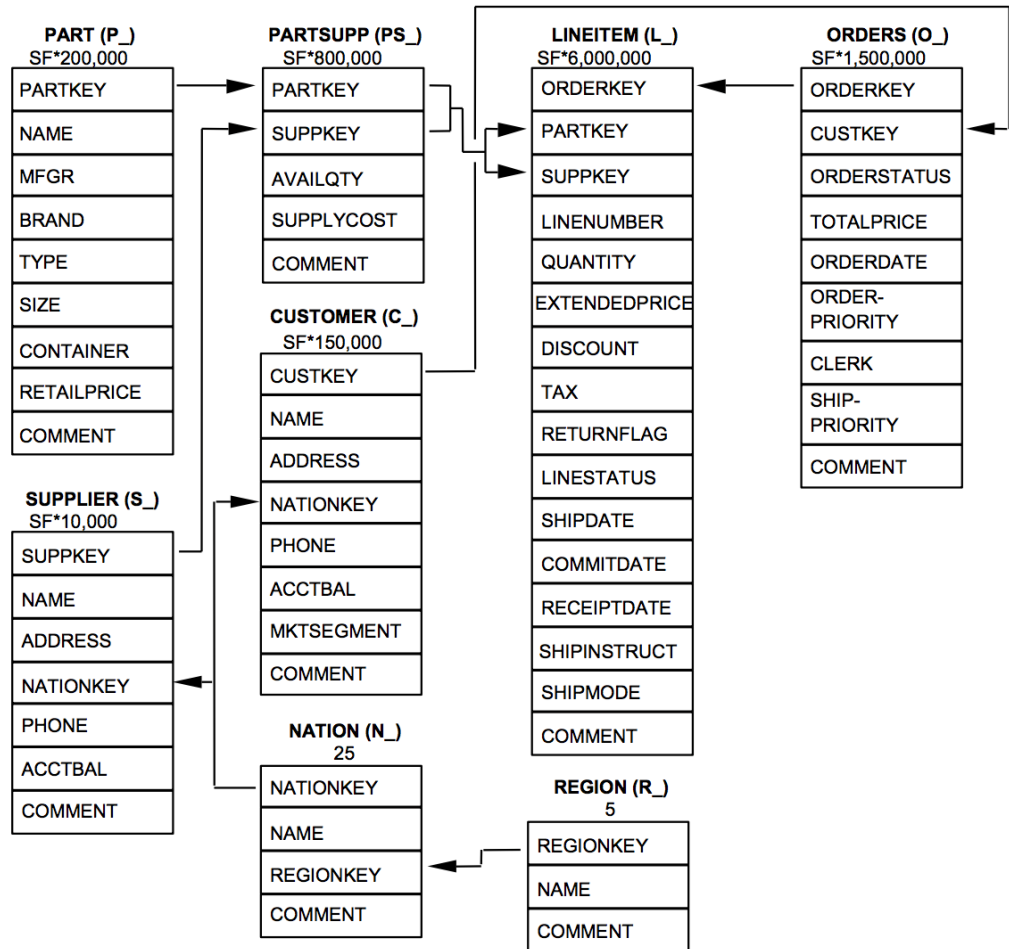 PART (P_)
SF*200,000
PARTKEY
NAME
MFGR
BRAND
TYPE
SIZE
CONTAINER
RETAILPRICE
COMMENT
SUPPLIER (S_)
SF*10,000
SUPPKEY
NAME
ADDRESS
NATIONKEY
PHONE
ACCTBAL
COMMENT
PARTSUPP (PS_)
SF*800,000
PARTKEY
SUPPKEY
AVAILQTY
SUPPLYCOST
COMMENT
CUSTOMER (C_)
SF*150,000
CUSTKEY
NAME
ADDRESS
NATIONKEY
PHONE
ACCTBAL
MKTSEGMENT
COMMENT
NATION (N_)
25
NATIONKEY
NAME
REGIONKEY
COMMENT
LINEITEM (L_)
SF*6,000,000
ORDERKEY
PARTKEY
SUPPKEY
LINENUMBER
QUANTITY
EXTENDEDPRICE
DISCOUNT
TAX
RETURNFLAG
LINESTATUS
SHIPDATE
COMMITDATE
RECEIPTDATE
SHIPINSTRUCT
SHIPMODE
COMMENT
REGION (R_)
5
REGIONKEY
NAME
COMMENT
ORDERS (O_)
SF*1,500,000
ORDERKEY
CUSTKEY
ORDERSTATUS
TOTALPRICE
ORDERDATE
ORDER-
PRIORITY
CLERK
SHIP-
PRIORITY
COMMENT